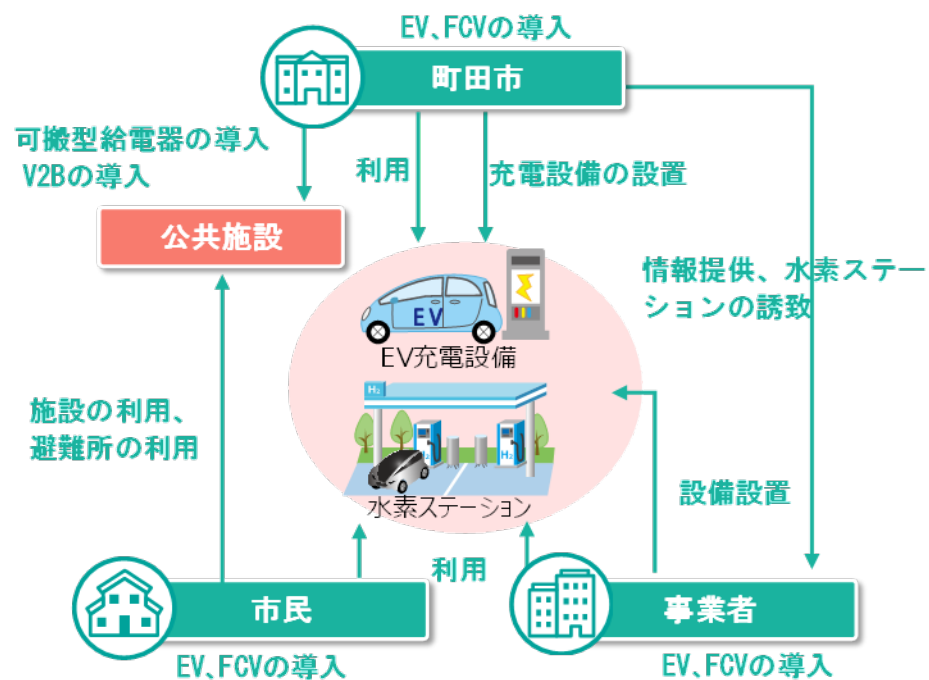 EV、FCVの導入
町田市
可搬型給電器の導入
V2Bの導入
利用
充電設備の設置
公共施設
情報提供、水素ステー
ションの誘致
EV
EV充電設備
H₂
H₂
H₂
水素ステーション
施設の利用、
避難所の利用
設備設置
利用
市民
EV、FCVの導入
事業者
EV、FCVの導入